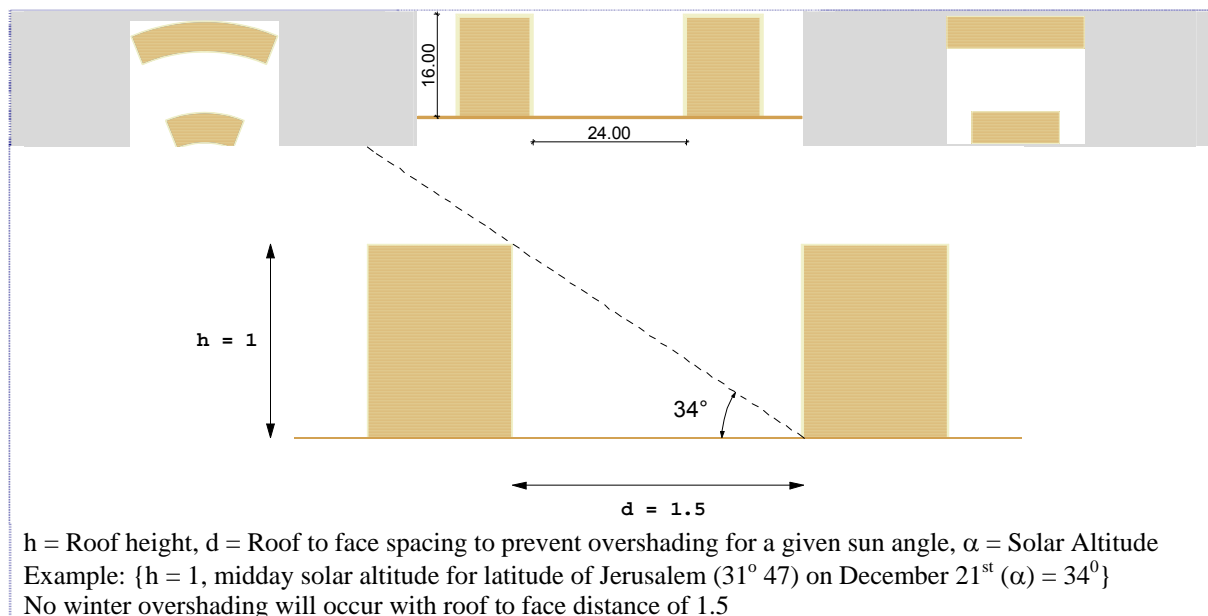 16.00
24.00
h = 1
34°
d = 1.5
h = Roof height, d = Roof to face spacing to prevent overshading for a given sun angle, α = Solar Altitude
Example: {h = 1, midday solar altitude for latitude of Jerusalem (31° 47) on December 21st (α) = 34⁰}
No winter overshading will occur with roof to face distance of 1.5